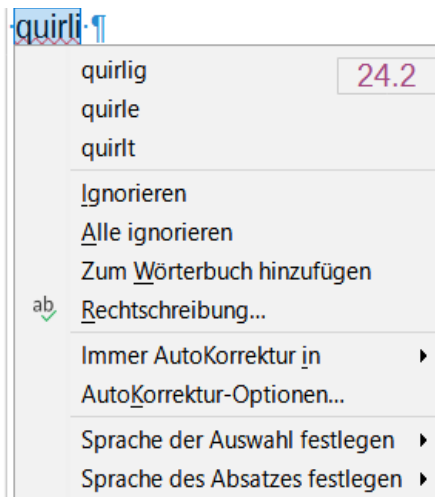 quirli ¶
quirlig
24.2
quirle
quirlt
Ignorieren
Alle ignorieren
Zum Wörterbuch hinzufügen
Rechtschreibung...
Immer AutoKorrektur in
AutoKorrektur-Optionen...
Sprache der Auswahl festlegen
Sprache des Absatzes festlegen